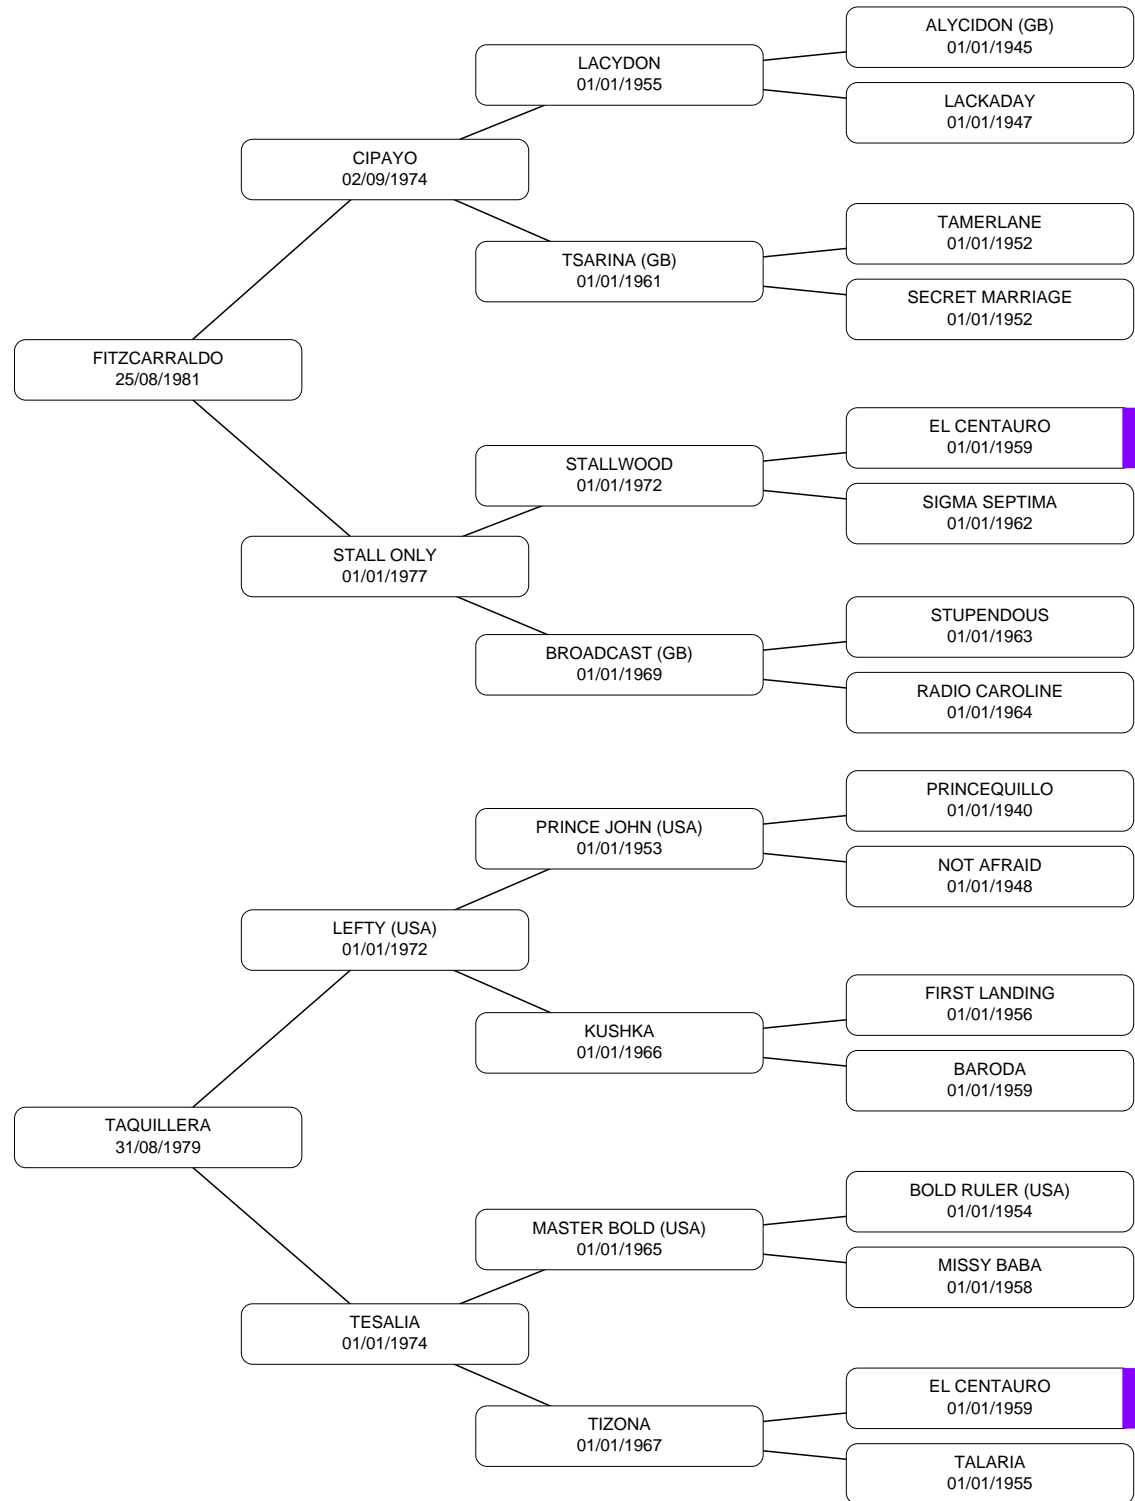 ALYCIDON (GB)
01/01/1945
LACYDON
01/01/1955
LACKADAY
01/01/1947
CIPAYO
02/09/1974
TAMERLANE
01/01/1952
TSARINA (GB)
01/01/1961
SECRET MARRIAGE
01/01/1952
FITZCARRALDO
25/08/1981
EL CENTAURO
01/01/1959
STALLWOOD
01/01/1972
SIGMA SEPTIMA
01/01/1962
STALL ONLY
01/01/1977
STUPENDOUS
01/01/1963
BROADCAST (GB)
01/01/1969
RADIO CAROLINE
01/01/1964
PRINCEQUILLO
01/01/1940
PRINCE JOHN (USA)
01/01/1953
NOT AFRAID
01/01/1948
LEFTY (USA)
01/01/1972
FIRST LANDING
01/01/1956
KUSHKA
01/01/1966
BARODA
01/01/1959
TAQUILLERA
31/08/1979
BOLD RULER (USA)
01/01/1954
MASTER BOLD (USA)
01/01/1965
MISSY BABA
01/01/1958
TESALIA
01/01/1974
EL CENTAURO
01/01/1959
TIZONA
01/01/1967
TALARIA
01/01/1955